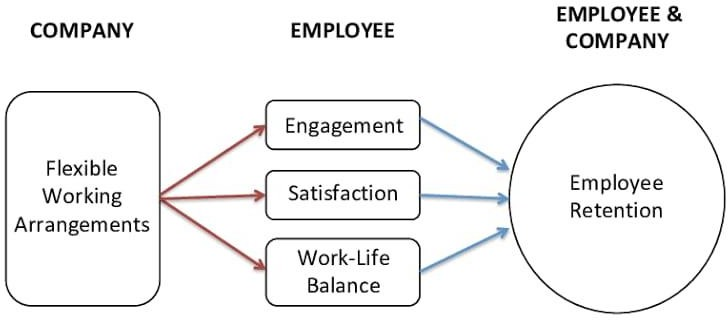 COMPANY
EMPLOYEE
EMPLOYEE &
COMPANY
Flexible
Working
Arrangements
Engagement
Satisfaction
Work-Life
Balance
Employee
Retention